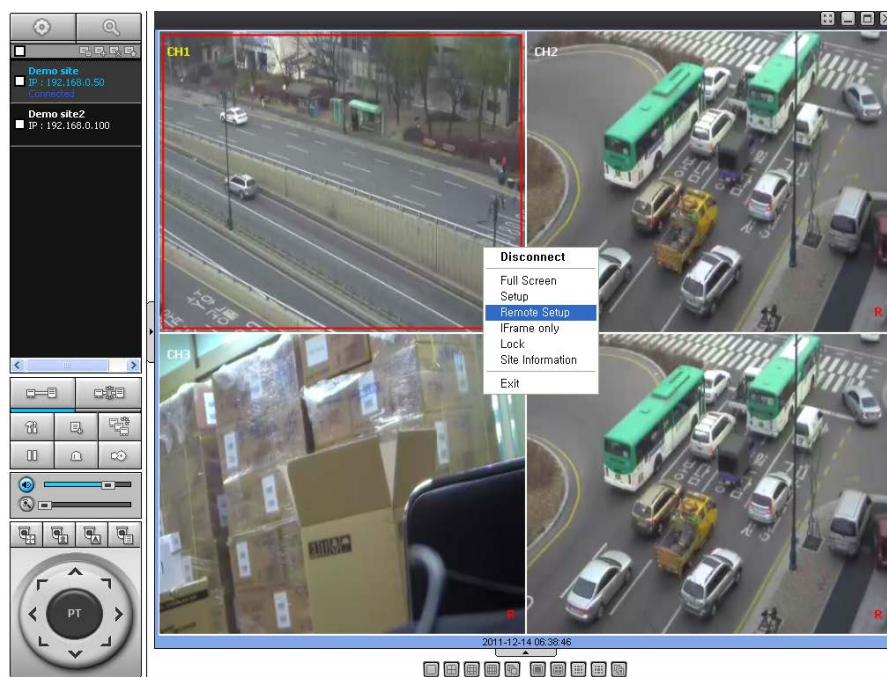 Demo site
IP : 192.168.0.50
Connected
Demo site2
IP : 192.168.0.100
CH1
CH2
Disconnect
Full Screen
Setup
Remote Setup
IFrame only
Lock
Site Information
Exit
R
CH3
R
R
2011-12-14 06:38:46
PT